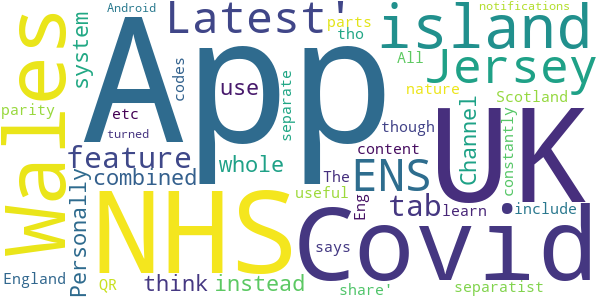 Android
notifications
Latest'
island
parts
tho
Wales
App
system
All
Jersey
codes
use
separate
nature
parity
etc
UK
Scotland
turned
though
Channel
constantly
feature
whole
content
The
combined
ENS
Personally
NHS
useful
Eng
tab
learn
.
include
Covid
says
England
QR
think
instead
share'
separatist